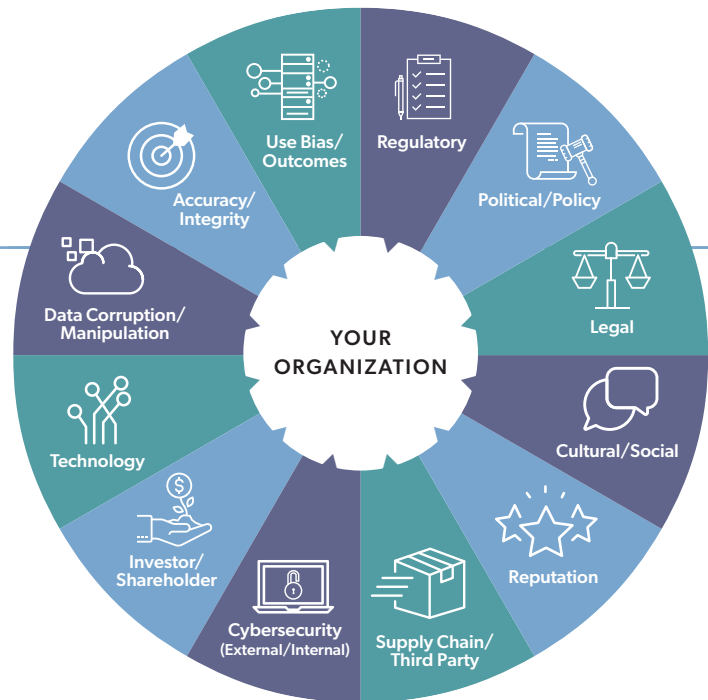 Regulatory
Political/Policy
Legal
Cultural/Social
Reputation
Supply Chain/
Third Party
Cybersecurity
(External/Internal)
Investor/
Shareholder
Technology
Data Corruption/
Manipulation
Accuracy/
Integrity
Use Bias/
Outcomes
YOUR
ORGANIZATION
$